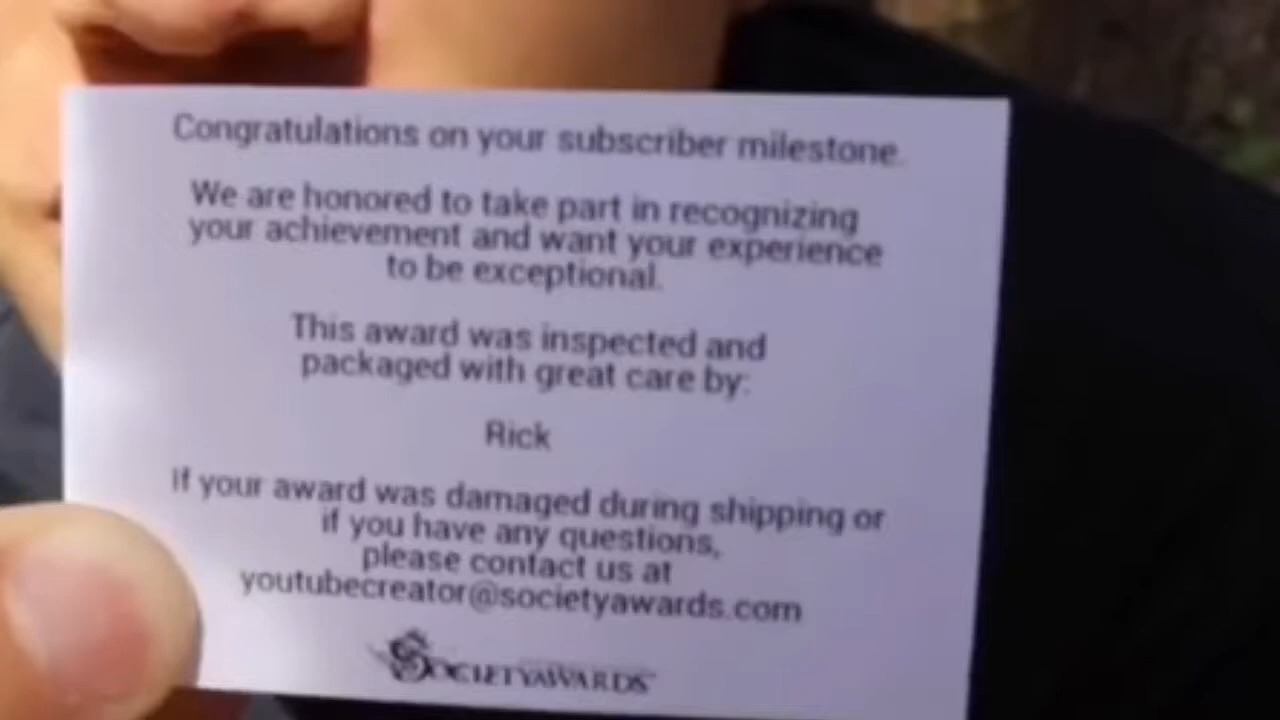 Congratulations on your subscriber milestone.
We are honored to take part in recognizing
your achievement and want your experience
to be exceptional.
This award was inspected and
packaged with great care by:
Rick
If your award was damaged during shipping or
if you have any questions,
please contact us at
youtubecreator@societyawards.com
SOCIETYAWARDS